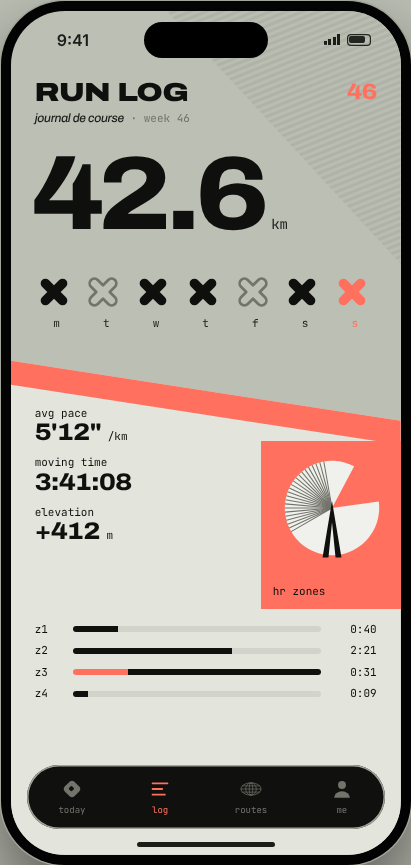 9:41
RUN LOG 46
journal de course · week 46
42.6 km
m t w t f s s
avg pace
5'12" /km
moving time
3:41:08
elevation
+412 m
hr zones
z1 0:40
z2 2:21
z3 0:31
z4 0:09
today log routes me